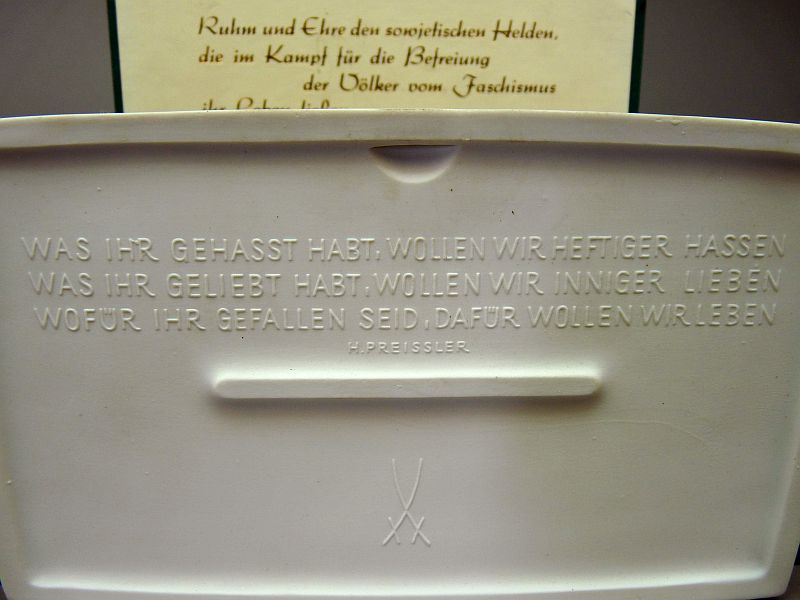 Ruhm und Ehre den sowjetischen Helden,
die im Kampf für die Befreiung
der Völker vom Faschismus
WAS IHR GEHASST HABT, WOLLEN WIR HEFTIGER HASSEN
WAS IHR GELIEBT HABT, WOLLEN WIR INNIGER LIEBEN
WOFÜR IHR GEFALLEN SEID, DAFÜR WOLLEN WIR LEBEN
H. PREISSLER